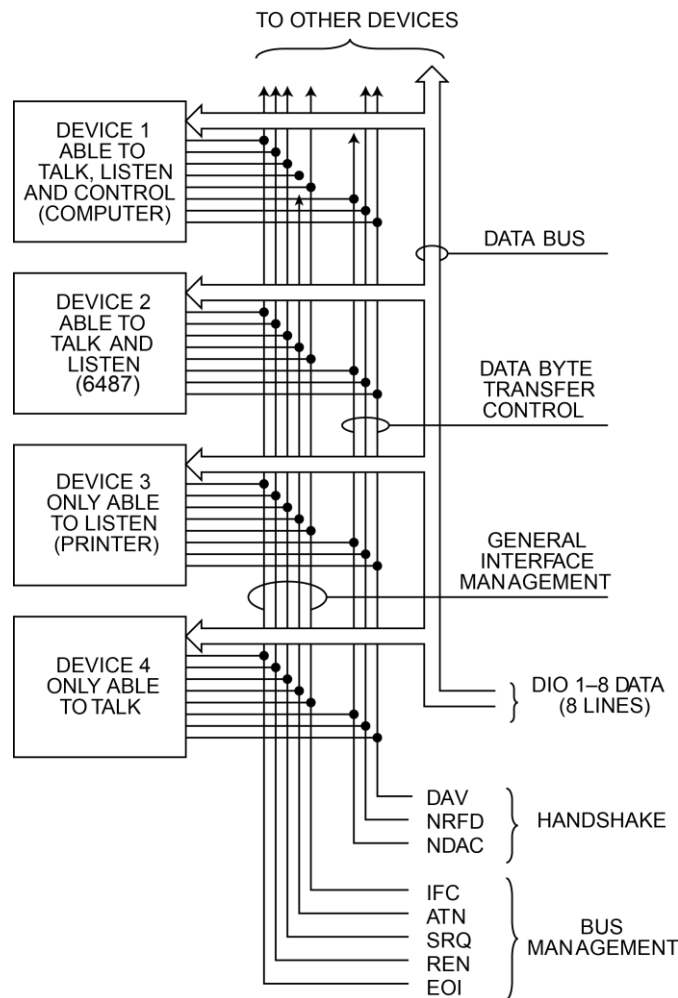 TO OTHER DEVICES
DEVICE 1
ABLE TO
TALK, LISTEN
AND CONTROL
(COMPUTER)
DATA BUS
DEVICE 2
ABLE TO
TALK AND
LISTEN
(6487)
DATA BYTE
TRANSFER
CONTROL
DEVICE 3
ONLY ABLE
TO LISTEN
(PRINTER)
GENERAL
INTERFACE
MANAGEMENT
DEVICE 4
ONLY ABLE
TO TALK
DIO 1–8 DATA
(8 LINES)
DAV
NRFD
NDAC
HANDSHAKE
IFC
ATN
SRQ
REN
EOI
BUS
MANAGEMENT